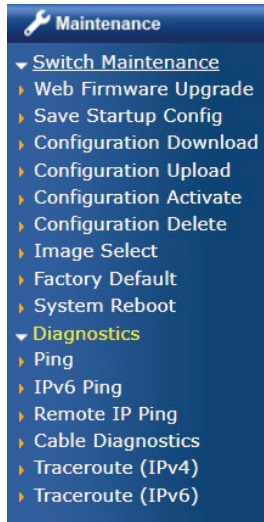 Maintenance
Switch Maintenance
Web Firmware Upgrade
Save Startup Config
Configuration Download
Configuration Upload
Configuration Activate
Configuration Delete
Image Select
Factory Default
System Reboot
Diagnostics
Ping
IPv6 Ping
Remote IP Ping
Cable Diagnostics
Traceroute (IPv4)
Traceroute (IPv6)